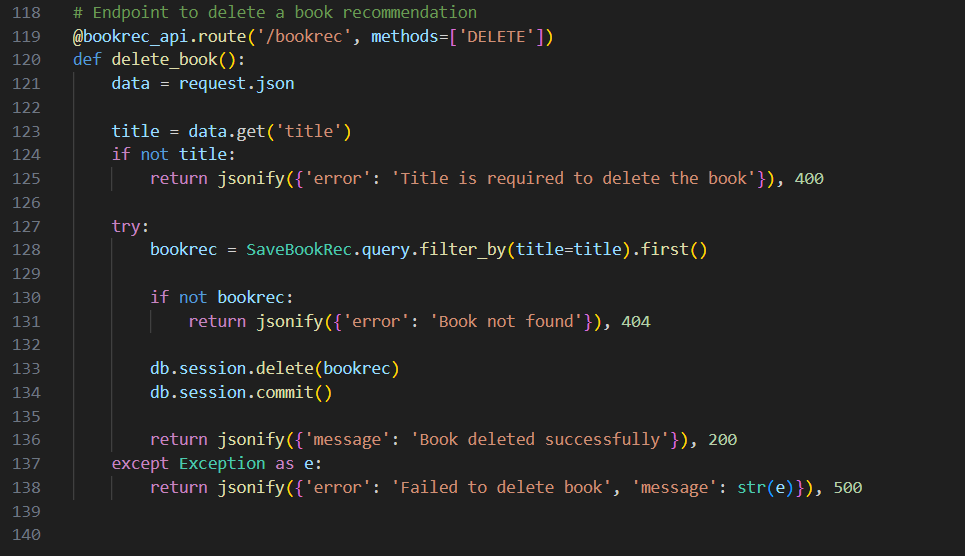 118 # Endpoint to delete a book recommendation
119 @bookrec_api.route('/bookrec', methods=['DELETE'])
120 def delete_book():
121     data = request.json
122
123     title = data.get('title')
124     if not title:
125         return jsonify({'error': 'Title is required to delete the book'}), 400
126
127     try:
128         bookrec = SaveBookRec.query.filter_by(title=title).first()
129
130         if not bookrec:
131             return jsonify({'error': 'Book not found'}), 404
132
133         db.session.delete(bookrec)
134         db.session.commit()
135
136         return jsonify({'message': 'Book deleted successfully'}), 200
137     except Exception as e:
138         return jsonify({'error': 'Failed to delete book', 'message': str(e)}), 500
139
140